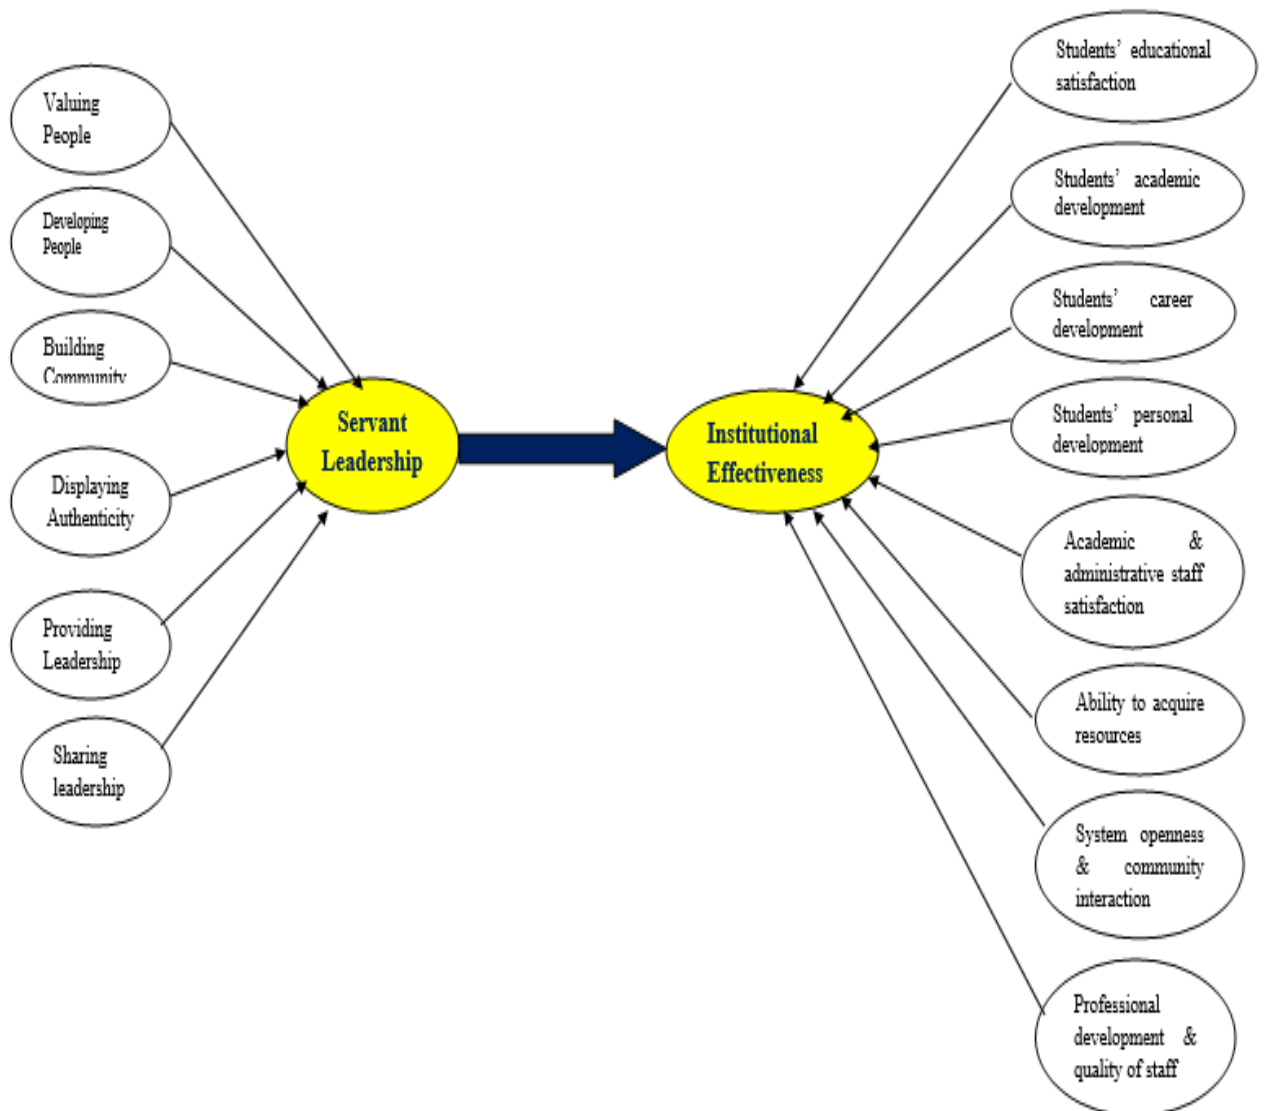 Valuing
People
Developing
People
Building
Community
Displaying
Authenticity
Providing
Leadership
Sharing
leadership
Servant
Leadership
Institutional
Effectiveness
Students’ educational
satisfaction
Students’ academic
development
Students’ career
development
Students’ personal
development
Academic &
administrative staff
satisfaction
Ability to acquire
resources
System openness
& community
interaction
Professional
development &
quality of staff